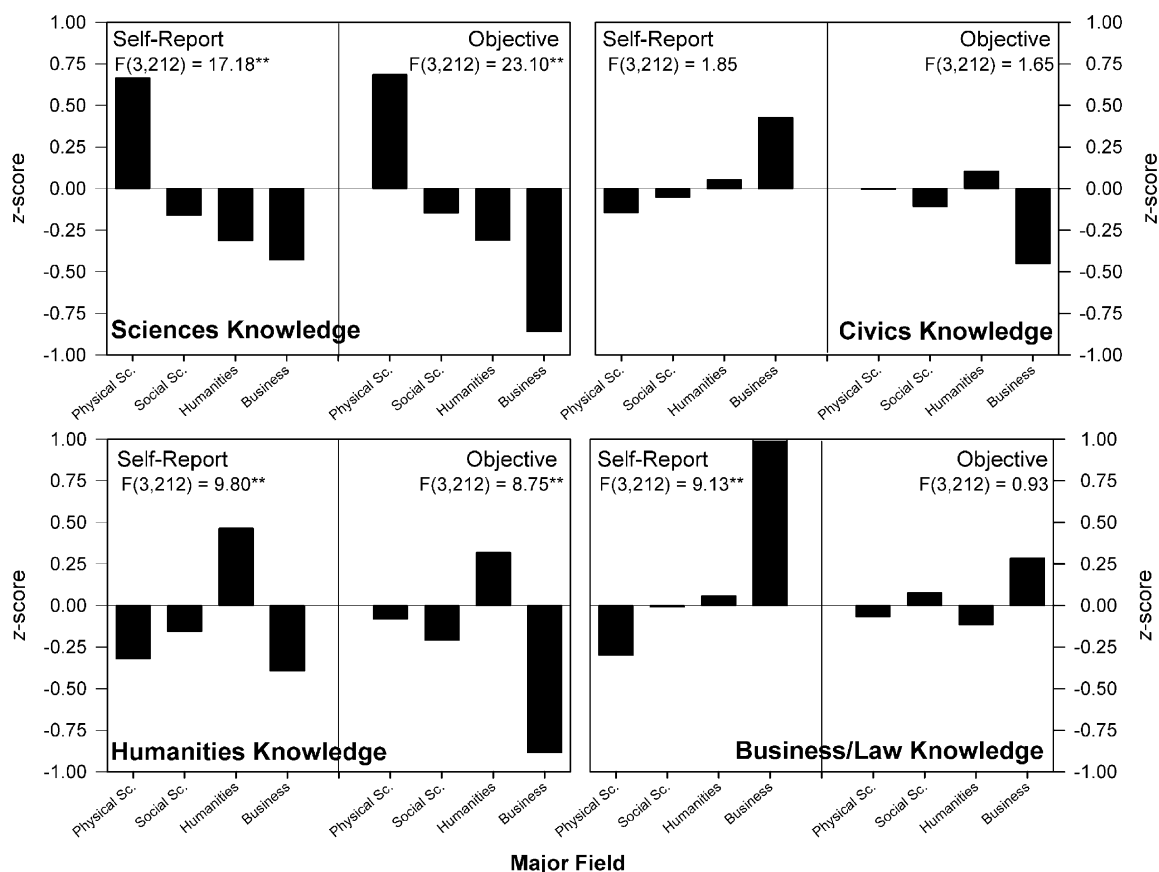 1.00
0.75
0.50
0.25
0.00
-0.25
-0.50
-0.75
-1.00
z-score
Self-Report
F(3,212) = 17.18**
Objective
F(3,212) = 23.10**
Sciences Knowledge
Physical Sc.
Social Sc.
Humanities
Business
Physical Sc.
Social Sc.
Humanities
Business
Self-Report
F(3,212) = 1.85
Objective
F(3,212) = 1.65
Civics Knowledge
Physical Sc.
Social Sc.
Humanities
Business
Physical Sc.
Social Sc.
Humanities
Business
1.00
0.75
0.50
0.25
0.00
-0.25
-0.50
-0.75
-1.00
z-score
1.00
0.75
0.50
0.25
0.00
-0.25
-0.50
-0.75
-1.00
z-score
Self-Report
F(3,212) = 9.80**
Objective
F(3,212) = 8.75**
Humanities Knowledge
Physical Sc.
Social Sc.
Humanities
Business
Physical Sc.
Social Sc.
Humanities
Business
Self-Report
F(3,212) = 9.13**
Objective
F(3,212) = 0.93
Business/Law Knowledge
Physical Sc.
Social Sc.
Humanities
Business
Physical Sc.
Social Sc.
Humanities
Business
1.00
0.75
0.50
0.25
0.00
-0.25
-0.50
-0.75
-1.00
z-score
Major Field